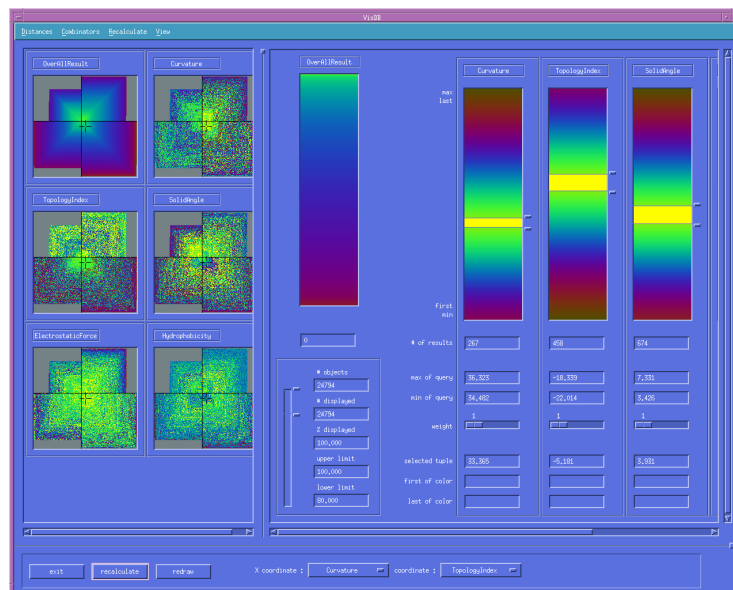 VisDB
Distances Combinators Recalculate View
OverAllResult Curvature
TopologyIndex SolidAngle
ElectrostaticForce Hydrophobicity
OverAllResult
Curvature TopologyIndex SolidAngle
max
last
first
min
0
# of results 267 458 674
# objects
24794
# displayed
24794
% displayed
100,000
upper limit
100,000
lower limit
80,000
max of query 36,323 -18,339 7,331
min of query 34,482 -22,014 3,426
weight 1 1 1
selected tuple 33,365 -5,181 3,931
first of color
last of color
exit recalculate redraw X coordinate : Curvature coordinate : TopologyIndex